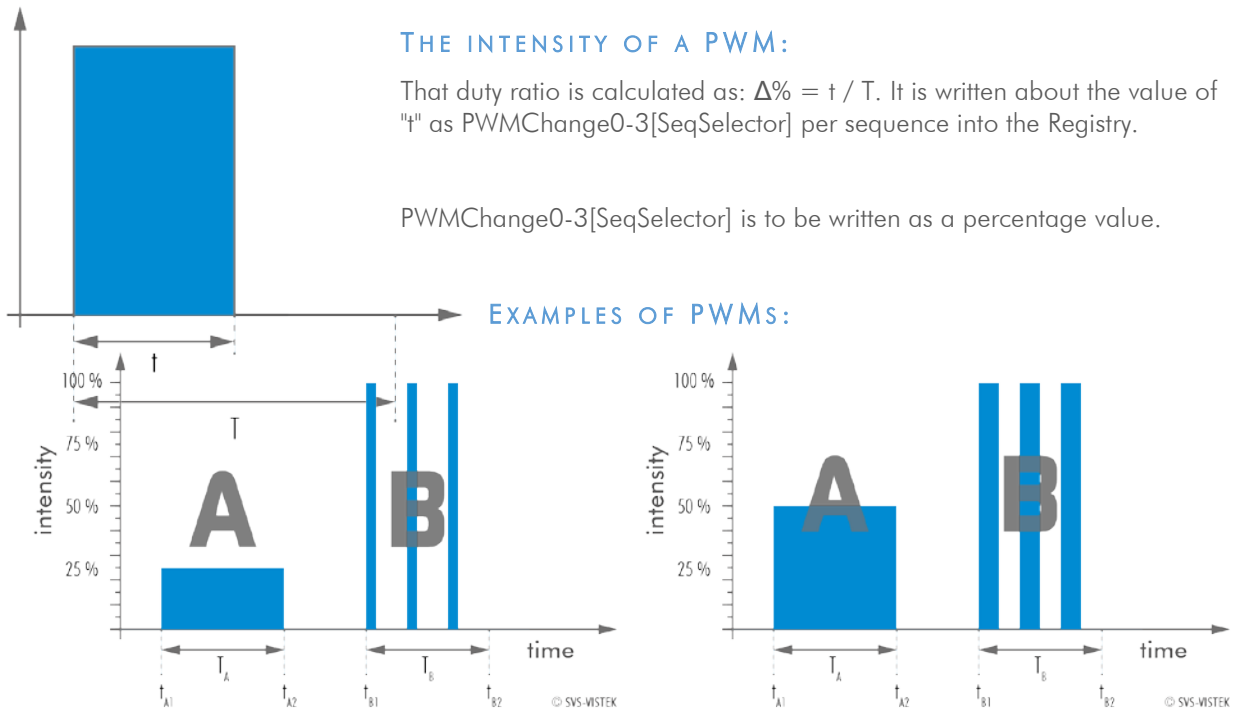 THE INTENSITY OF A PWM:
That duty ratio is calculated as: Δ% = t / T. It is written about the value of
"t" as PWMChange0-3[SeqSelector] per sequence into the Registry.
PWMChange0-3[SeqSelector] is to be written as a percentage value.
EXAMPLES OF PWMS:
t
T
100 %
75 %
50 %
25 %
intensity
A
B
time
TA
TB
tA1
tA2
tB1
tB2
© SVS-VISTEK
100 %
75 %
50 %
25 %
intensity
A
B
time
TA
TB
tA1
tA2
tB1
tB2
© SVS-VISTEK